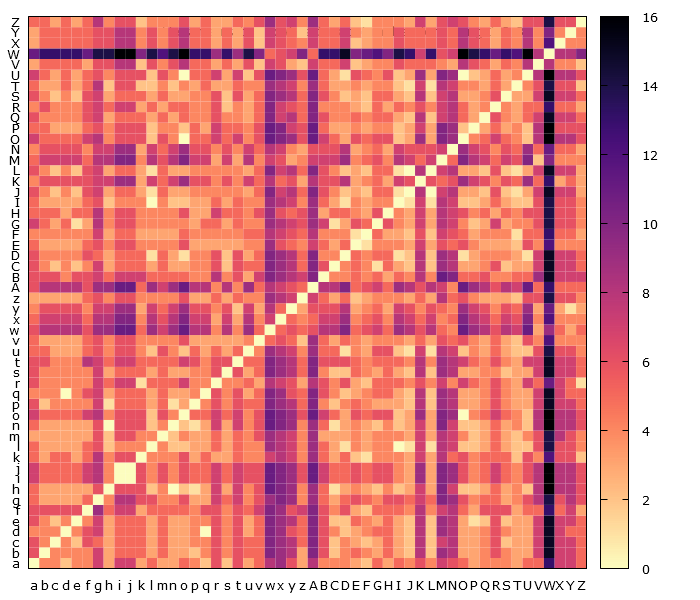 Z
Y
X
W
V
U
T
S
R
Q
P
O
N
M
L
K
J
I
H
G
F
E
D
C
B
A
z
y
x
w
v
u
t
s
r
q
p
o
n
m
l
k
j
i
h
g
f
e
d
c
b
a
a b c d e f g h i j k l m n o p q r s t u v w x y z A B C D E F G H I J K L M N O P Q R S T U V W X Y Z
16
14
12
10
8
6
4
2
0